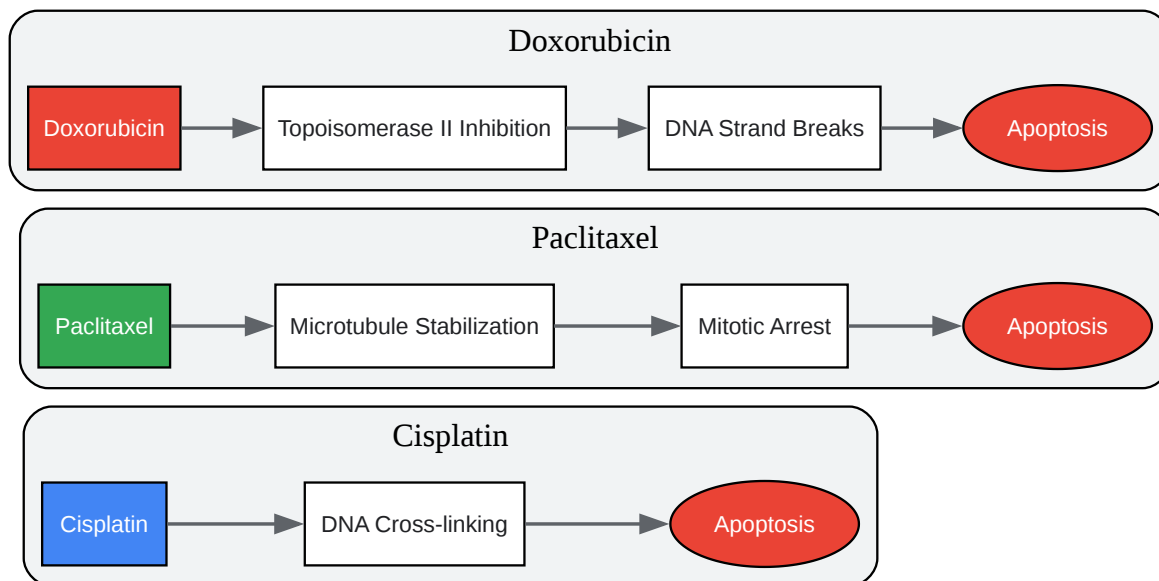 Doxorubicin
Doxorubicin
Topoisomerase II Inhibition
DNA Strand Breaks
Apoptosis
Paclitaxel
Paclitaxel
Microtubule Stabilization
Mitotic Arrest
Apoptosis
Cisplatin
Cisplatin
DNA Cross-linking
Apoptosis